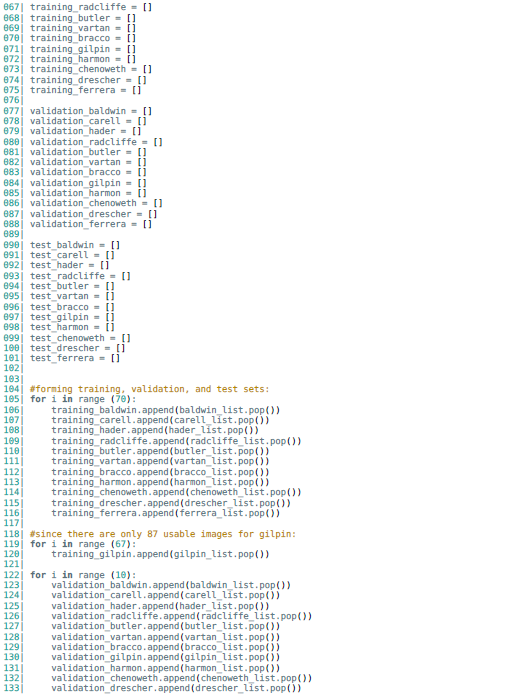 067| training_radcliffe = []
068| training_butler = []
069| training_vartan = []
070| training_bracco = []
071| training_gilpin = []
072| training_harmon = []
073| training_chenoweth = []
074| training_drescher = []
075| training_ferrera = []
076|
077| validation_baldwin = []
078| validation_carell = []
079| validation_hader = []
080| validation_radcliffe = []
081| validation_butler = []
082| validation_vartan = []
083| validation_bracco = []
084| validation_gilpin = []
085| validation_harmon = []
086| validation_chenoweth = []
087| validation_drescher = []
088| validation_ferrera = []
089|
090| test_baldwin = []
091| test_carell = []
092| test_hader = []
093| test_radcliffe = []
094| test_butler = []
095| test_vartan = []
096| test_bracco = []
097| test_gilpin = []
098| test_harmon = []
099| test_chenoweth = []
100| test_drescher = []
101| test_ferrera = []
102|
103|
104| #forming training, validation, and test sets:
105| for i in range (70):
106|     training_baldwin.append(baldwin_list.pop())
107|     training_carell.append(carell_list.pop())
108|     training_hader.append(hader_list.pop())
109|     training_radcliffe.append(radcliffe_list.pop())
110|     training_butler.append(butler_list.pop())
111|     training_vartan.append(vartan_list.pop())
112|     training_bracco.append(bracco_list.pop())
113|     training_harmon.append(harmon_list.pop())
114|     training_chenoweth.append(chenoweth_list.pop())
115|     training_drescher.append(drescher_list.pop())
116|     training_ferrera.append(ferrera_list.pop())
117|
118| #since there are only 87 usable images for gilpin:
119| for i in range (67):
120|     training_gilpin.append(gilpin_list.pop())
121|
122| for i in range (10):
123|     validation_baldwin.append(baldwin_list.pop())
124|     validation_carell.append(carell_list.pop())
125|     validation_hader.append(hader_list.pop())
126|     validation_radcliffe.append(radcliffe_list.pop())
127|     validation_butler.append(butler_list.pop())
128|     validation_vartan.append(vartan_list.pop())
129|     validation_bracco.append(bracco_list.pop())
130|     validation_gilpin.append(gilpin_list.pop())
131|     validation_harmon.append(harmon_list.pop())
132|     validation_chenoweth.append(chenoweth_list.pop())
133|     validation_drescher.append(drescher_list.pop())